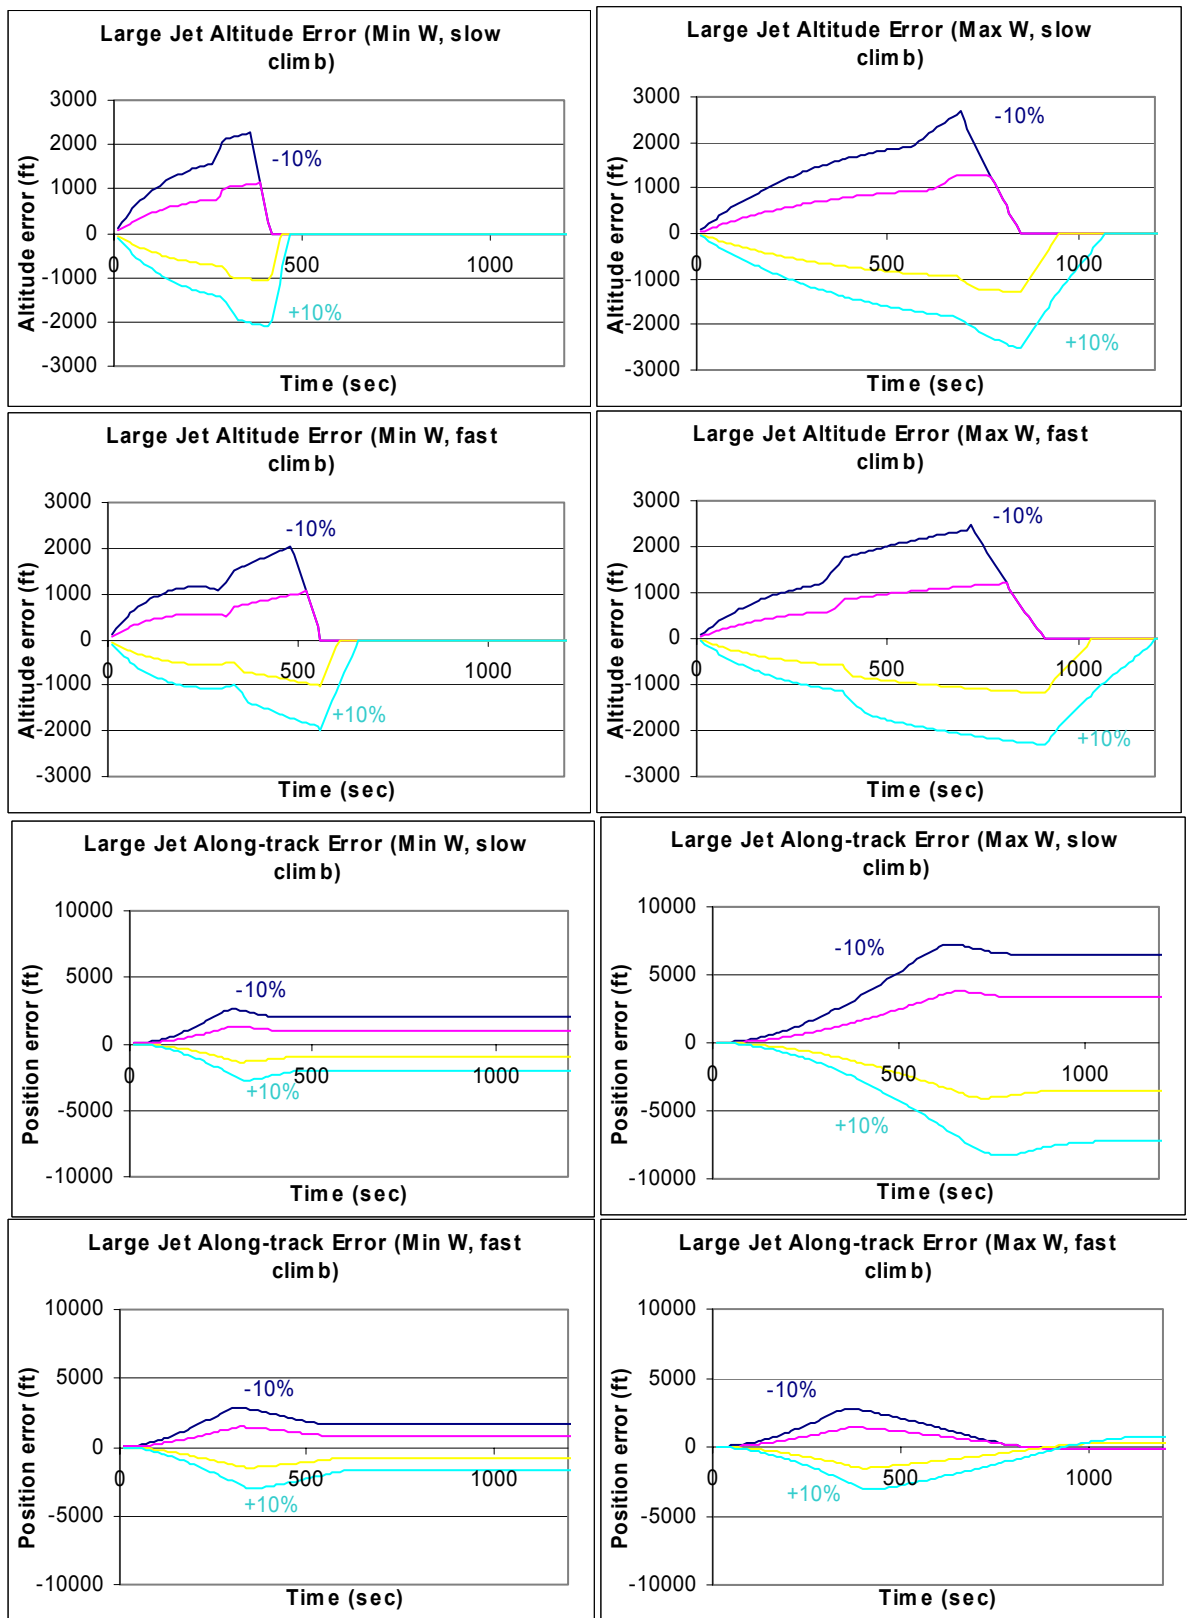 Large Jet Altitude Error (Min W, slow
climb)
3000
2000
1000
0
-1000
-2000
-3000
0
500
1000
-10%
+10%
Altitude error (ft)
Time (sec)
Large Jet Altitude Error (Max W, slow
climb)
3000
2000
1000
0
-1000
-2000
-3000
0
500
1000
-10%
+10%
Altitude error (ft)
Time (sec)
Large Jet Altitude Error (Min W, fast
climb)
3000
2000
1000
0
-1000
-2000
-3000
0
500
1000
-10%
+10%
Altitude error (ft)
Time (sec)
Large Jet Altitude Error (Max W, fast
climb)
3000
2000
1000
0
-1000
-2000
-3000
0
500
1000
-10%
+10%
Altitude error (ft)
Time (sec)
Large Jet Along-track Error (Min W, slow
climb)
10000
5000
0
-5000
-10000
0
500
1000
-10%
+10%
Position error (ft)
Time (sec)
Large Jet Along-track Error (Max W, slow
climb)
10000
5000
0
-5000
-10000
0
500
1000
-10%
+10%
Position error (ft)
Time (sec)
Large Jet Along-track Error (Min W, fast
climb)
10000
5000
0
-5000
-10000
0
500
1000
-10%
+10%
Position error (ft)
Time (sec)
Large Jet Along-track Error (Max W, fast
climb)
10000
5000
0
-5000
-10000
0
500
1000
-10%
+10%
Position error (ft)
Time (sec)